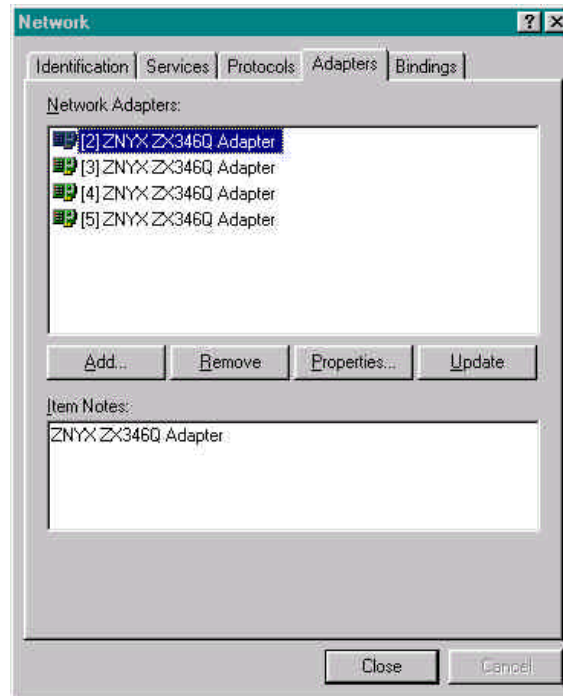 Network
Identification Services Protocols Adapters Bindings
Network Adapters:
[2] ZNYX ZX346Q Adapter
[3] ZNYX ZX346Q Adapter
[4] ZNYX ZX346Q Adapter
[5] ZNYX ZX346Q Adapter
Add... Remove Properties... Update
Item Notes:
ZNYX ZX346Q Adapter
Close Cancel